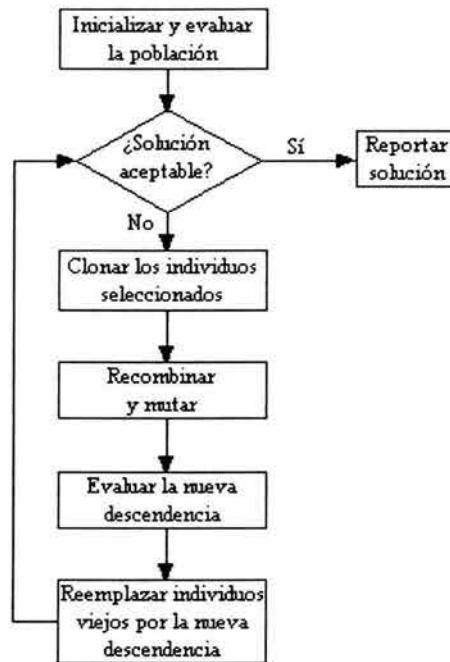 Inicializar y evaluar
la población
¿Solución
aceptable?
Sí
Reportar
solución
No
Clonar los individuos
seleccionados
Recombinar
y mutar
Evaluar la nueva
descendencia
Reemplazar individuos
viejos por la nueva
descendencia